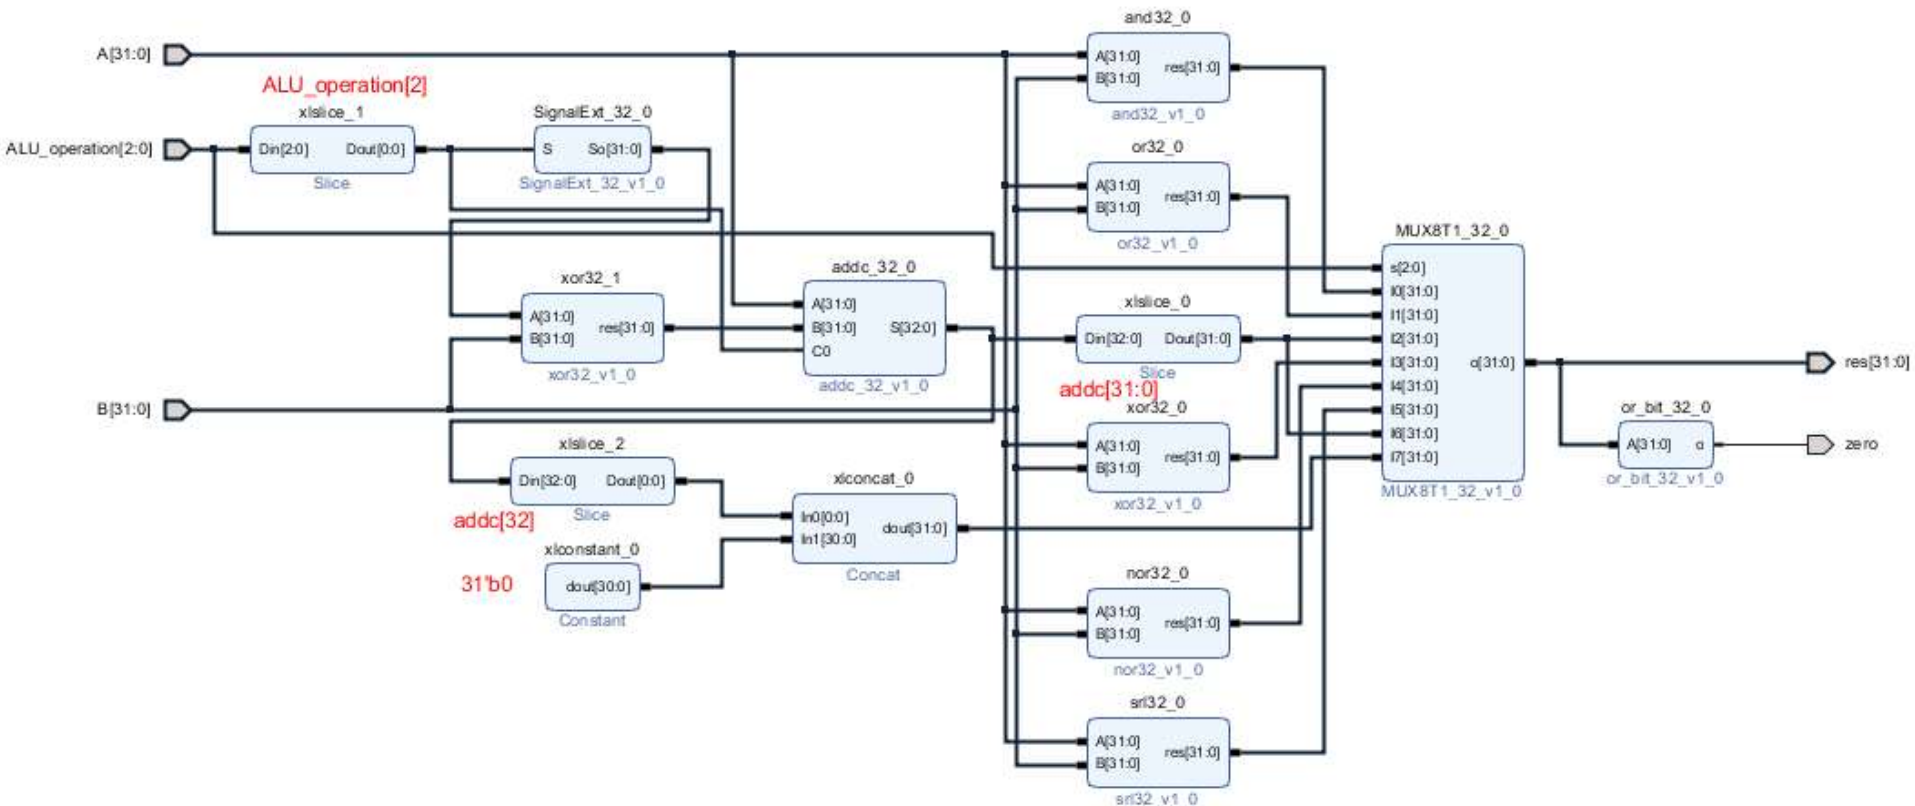 and32_0
A[31:0]
A[31:0]
res[31:0]
B[31:0]
and32_v1_0
ALU_operation[2]
xlslice_1
SignalExt_32_0
or32_0
ALU_operation[2:0]
Din[2:0]
Dout[0:0]
S
So[31:0]
Slice
SignalExt_32_v1_0
A[31:0]
res[31:0]
B[31:0]
or32_v1_0
MUX8T1_32_0
xor32_1
addc_32_0
s[2:0]
I0[31:0]
I1[31:0]
I2[31:0]
I3[31:0]
I4[31:0]
I5[31:0]
I6[31:0]
I7[31:0]
o[31:0]
MUX8T1_32_v1_0
A[31:0]
B[31:0]
res[31:0]
xor32_v1_0
A[31:0]
B[31:0]
C0
S[32:0]
addc_32_v1_0
xlslice_0
Din[32:0]
Dout[31:0]
Slice
addc[31:0]
res[31:0]
B[31:0]
xor32_0
A[31:0]
B[31:0]
res[31:0]
xor32_v1_0
or_bit_32_0
A[31:0]
o
zero
or_bit_32_v1_0
xlslice_2
Din[32:0]
Dout[0:0]
Slice
addc[32]
xlconcat_0
In0[0:0]
In1[30:0]
dout[31:0]
Concat
xlconstant_0
31'b0
dout[30:0]
Constant
nor32_0
A[31:0]
B[31:0]
res[31:0]
nor32_v1_0
srl32_0
A[31:0]
B[31:0]
res[31:0]
srl32_v1_0